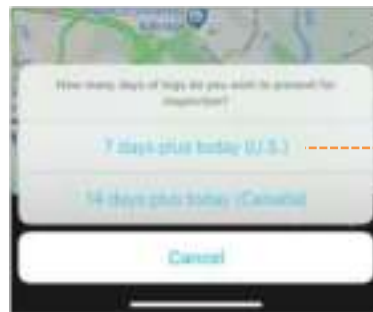 How many days of logs do you want to present for
inspection?
7 days plus today (U.S.)
14 days plus today (Canada)
Cancel